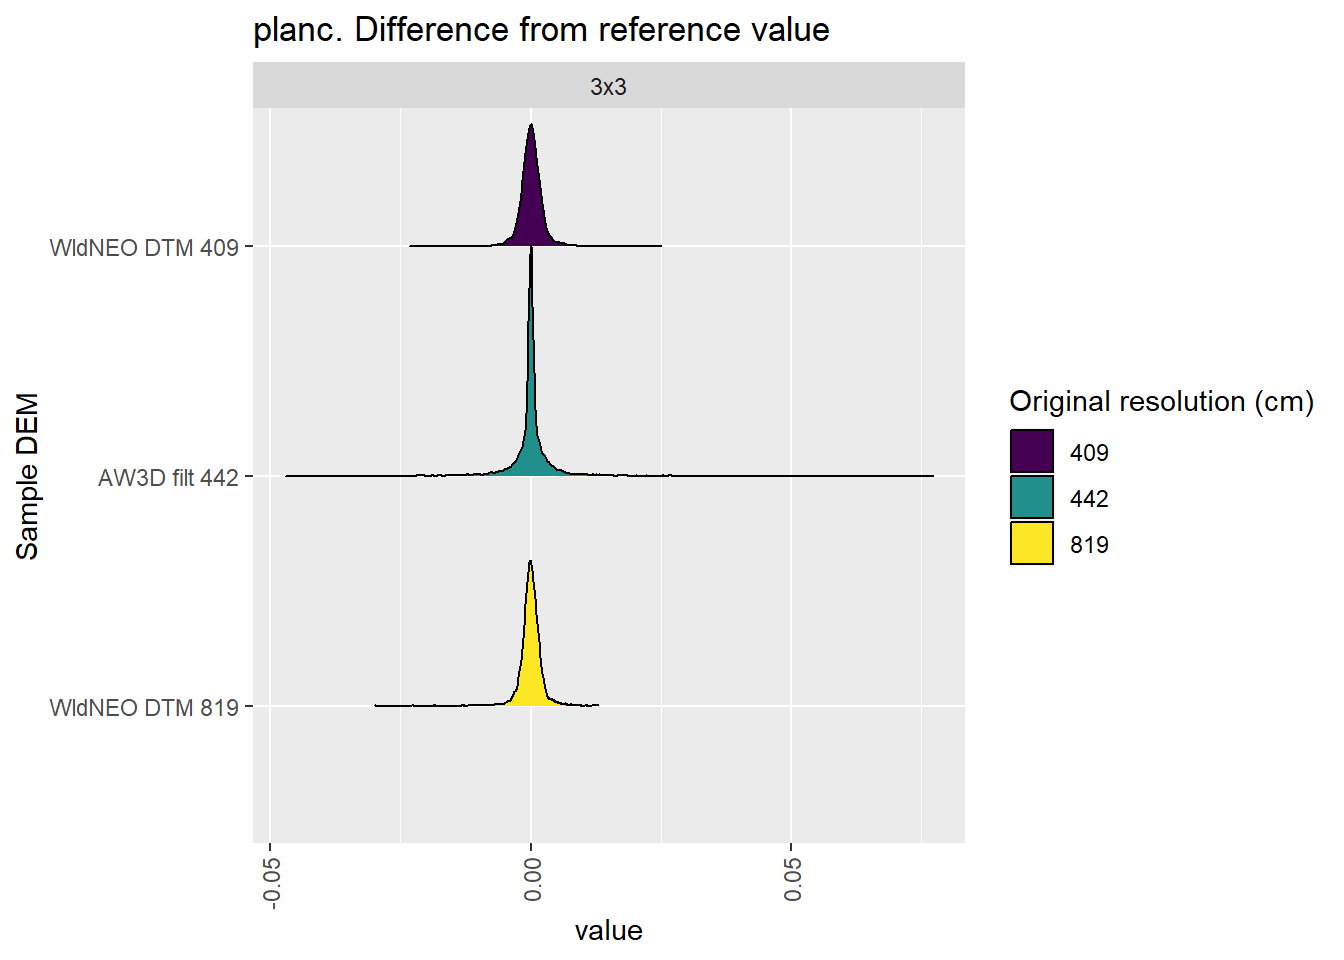 planc. Difference from reference value
3x3
WldNEO DTM 409
AW3D filt 442
WldNEO DTM 819
Sample DEM
-0.05
0.00
0.05
value
Original resolution (cm)
409
442
819